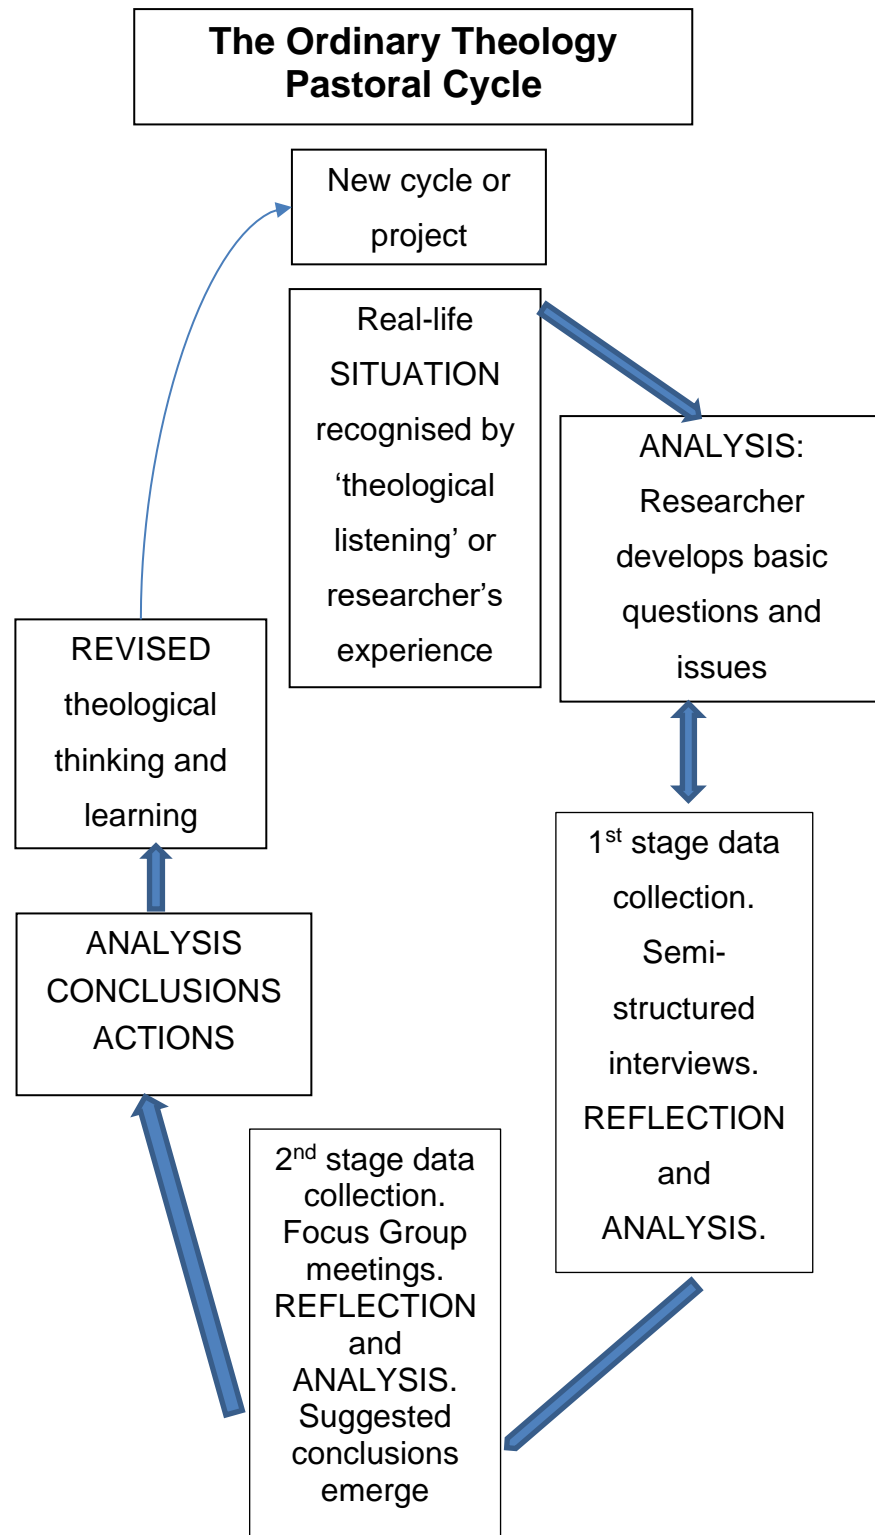 The Ordinary Theology
Pastoral Cycle
New cycle or
project
Real-life
SITUATION
recognised by
‘theological
listening’ or
researcher’s
experience
ANALYSIS:
Researcher
develops basic
questions and
issues
1st stage data
collection.
Semi-
structured
interviews.
REFLECTION
and
ANALYSIS.
2nd stage data
collection.
Focus Group
meetings.
REFLECTION
and
ANALYSIS.
Suggested
conclusions
emerge
ANALYSIS
CONCLUSIONS
ACTIONS
REVISED
theological
thinking and
learning